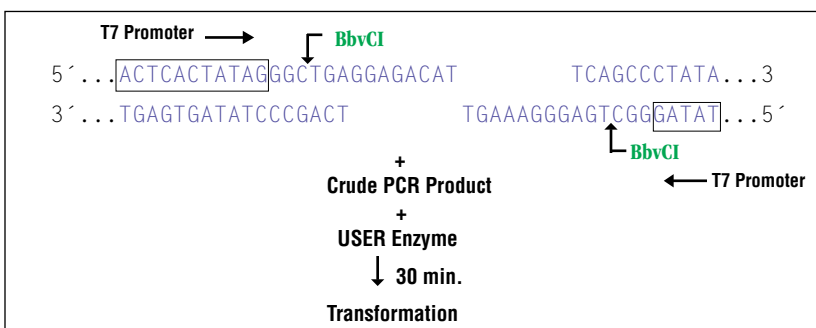 T7 Promoter BbvCI
5´...ACTCACTATAGGGCTGAGGAGACAT TCAGCCCTATA...3
3´...TGAGTGATATCCCGACT TGAAAGGGAGTCGGGATAT...5´
BbvCI
T7 Promoter
+
Crude PCR Product
+
USER Enzyme
30 min.
Transformation